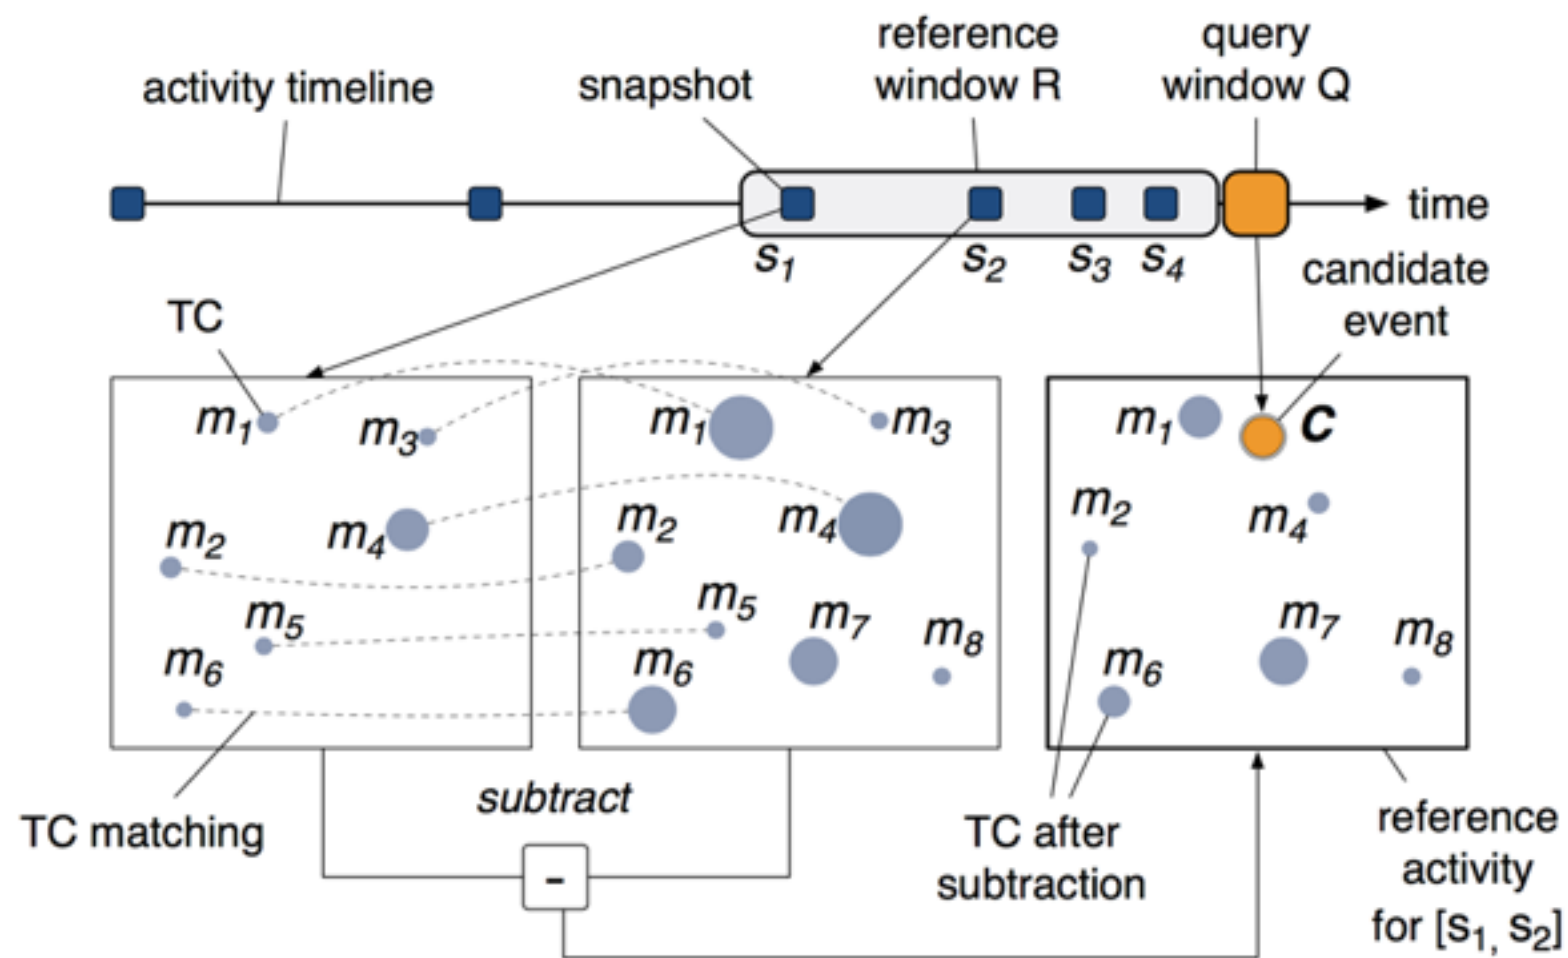 activity timeline
snapshot
reference
window R
query
window Q
time
s1
s2
s3
s4
candidate
event
TC
m1
m3
m4
m2
m5
m6
m1
m3
m2
m4
m5
m7
m8
m6
m1
C
m2
m4
m7
m8
m6
TC matching
subtract
-
TC after
subtraction
reference
activity
for [s1, s2]